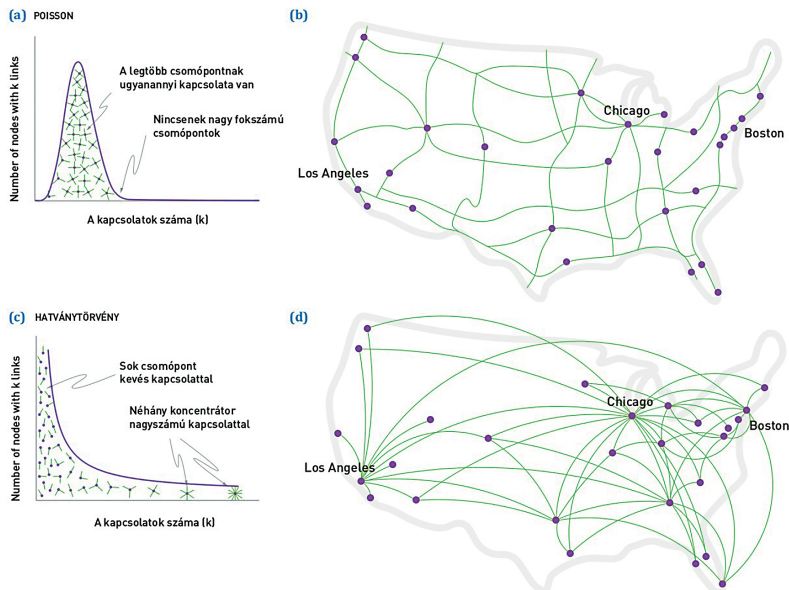 (a) POISSON
Number of nodes with k links
A legtöbb csomópontnak
ugyanannyi kapcsolata van
Nincsenek nagy fokszámú
csomópontok
A kapcsolatok száma (k)
(b)
Chicago
Boston
Los Angeles
(c) HATVÁNYTÖRVÉNY
Number of nodes with k links
Sok csomópont
kevés kapcsolattal
Néhány koncentrátor
nagyszámú kapcsolattal
A kapcsolatok száma (k)
(d)
Chicago
Boston
Los Angeles